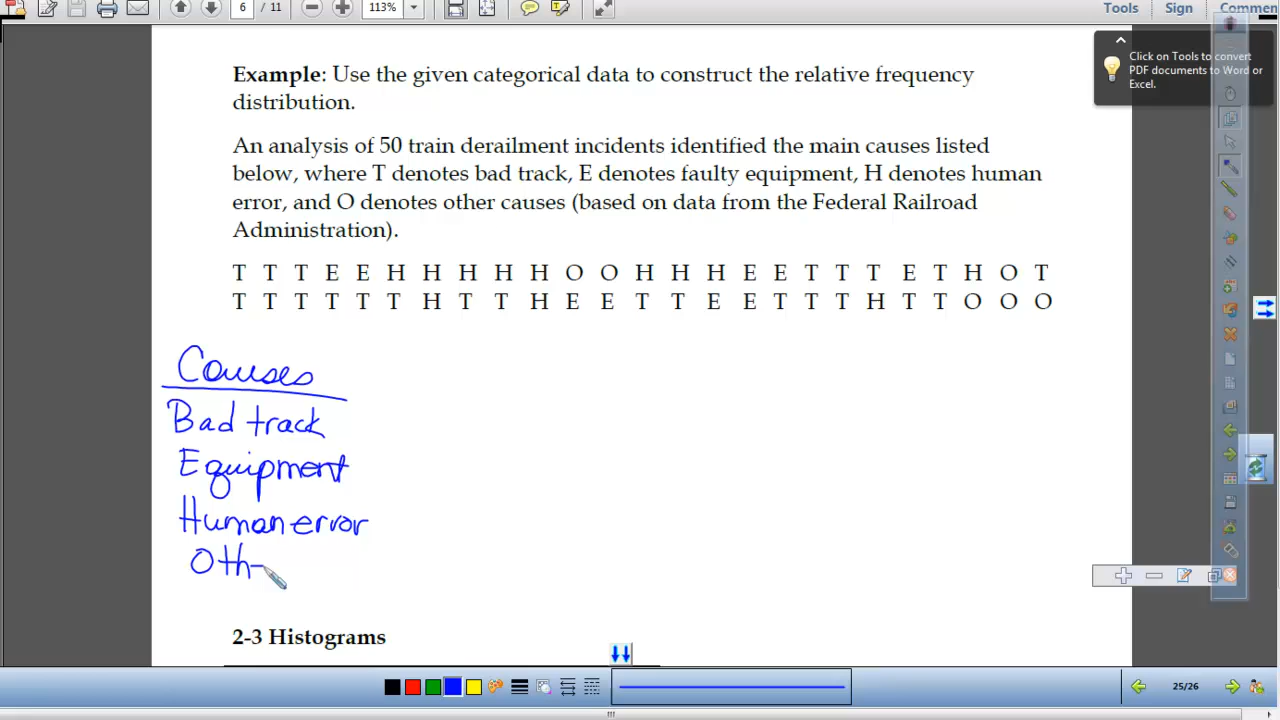 6 / 11 113% Tools Sign Commen
Example: Use the given categorical data to construct the relative frequency
distribution.
Click on Tools to convert
PDF documents to Word or
Excel.
An analysis of 50 train derailment incidents identified the main causes listed
below, where T denotes bad track, E denotes faulty equipment, H denotes human
error, and O denotes other causes (based on data from the Federal Railroad
Administration).
T T T E E H H H H H O O H H H E E T T T E T H O T
T T T T T T H T T H E E T T E E T T T H T T O O O
Causes
Bad track
Equipment
Human error
Oth
2-3 Histograms
25/26